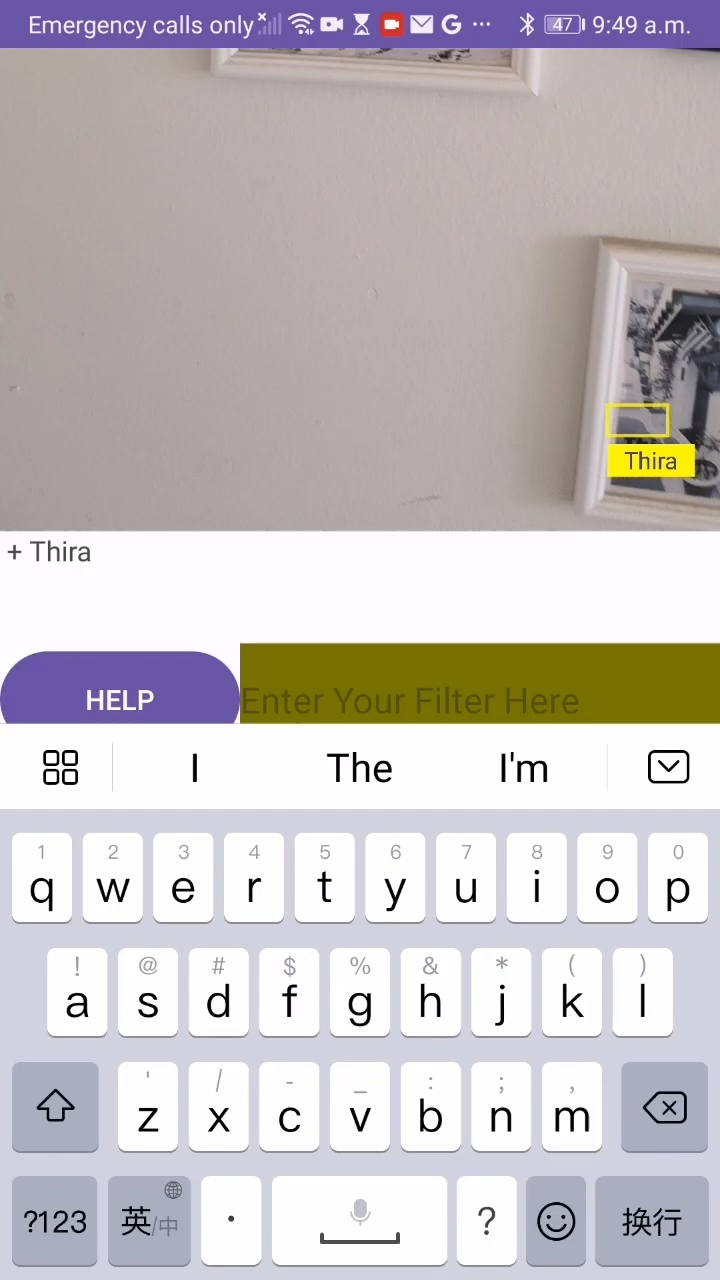 Emergency calls only 47 9:49 a.m.
Thira
+ Thira
HELP Enter Your Filter Here
I The I'm
1 2 3 4 5 6 7 8 9 0
q w e r t y u i o p
! @ # $ % & * ( )
a s d f g h j k l
' / - _ : ; ,
z x c v b n m
?123 英/中 . ? 换行